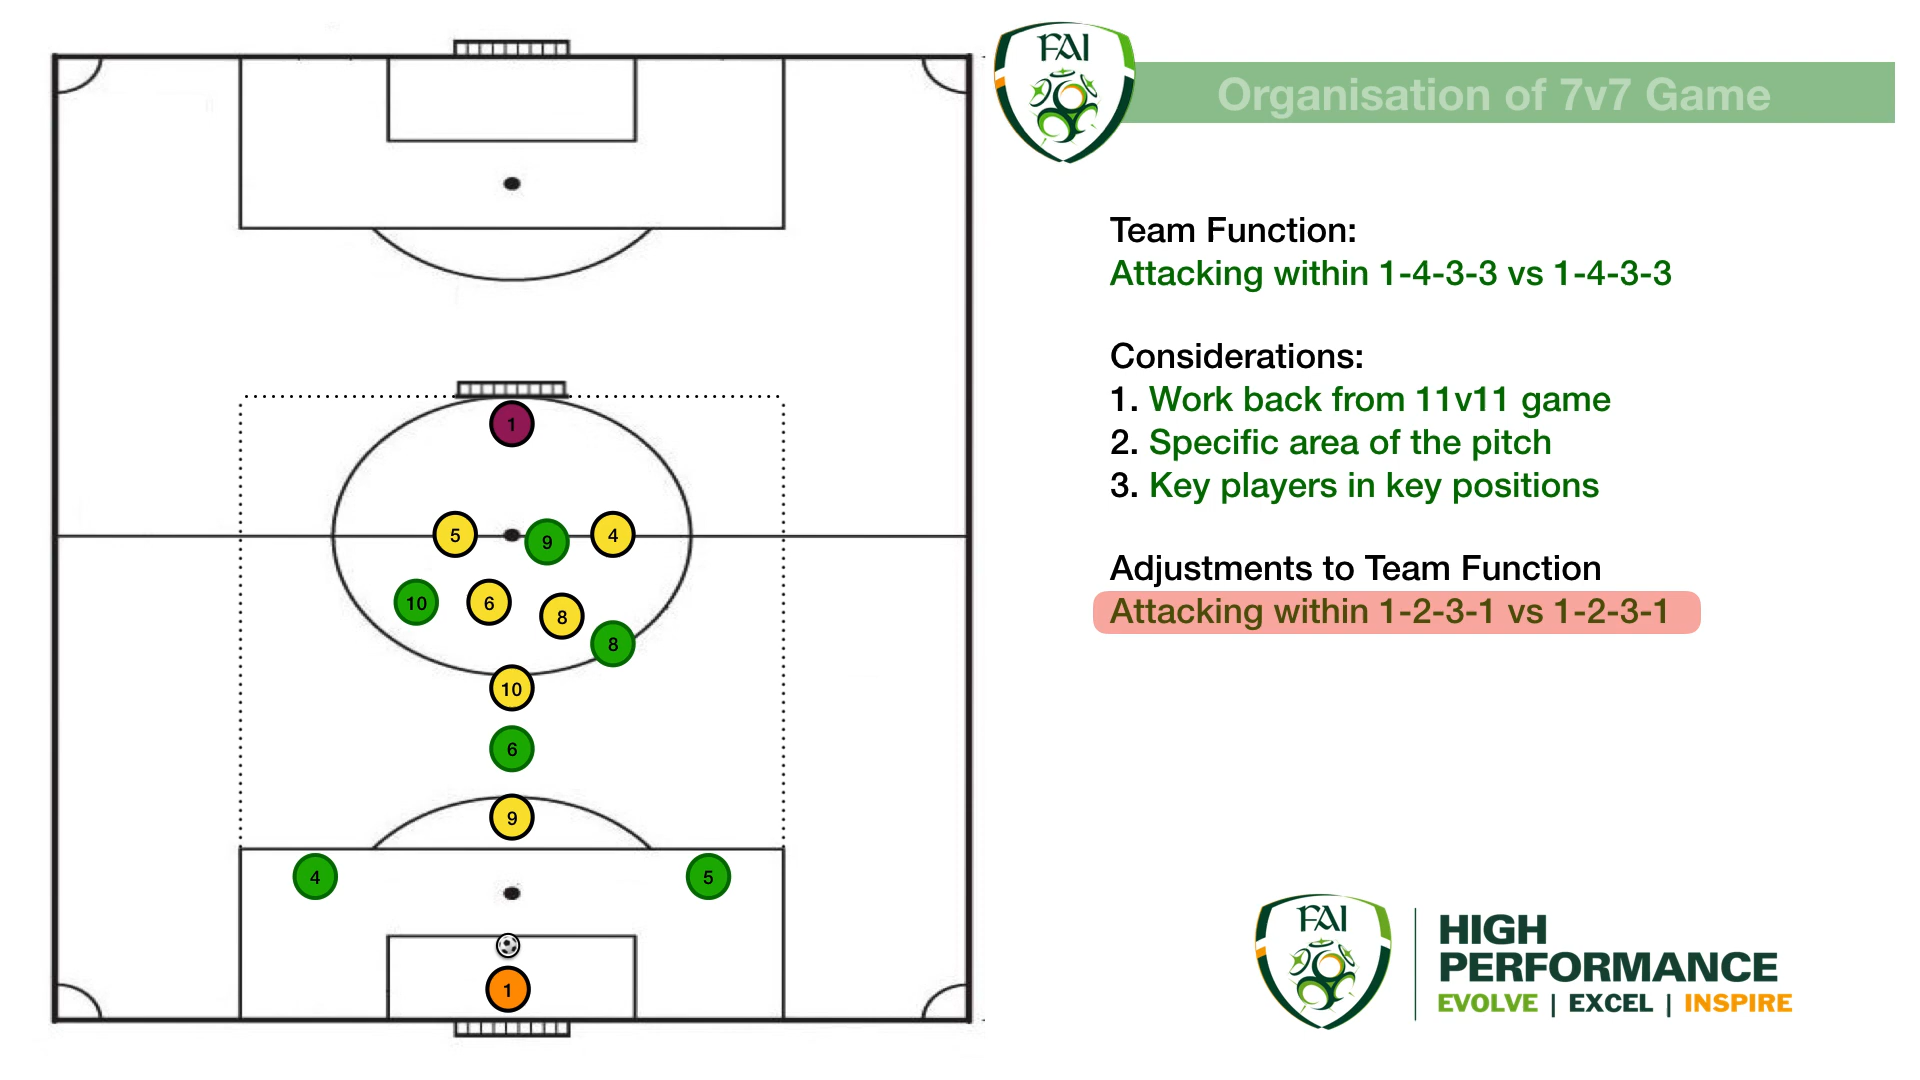 FAI
Organisation of 7v7 Game
Team Function:
Attacking within 1-4-3-3 vs 1-4-3-3
Considerations:
1. Work back from 11v11 game
2. Specific area of the pitch
3. Key players in key positions
Adjustments to Team Function
Attacking within 1-2-3-1 vs 1-2-3-1
1
5
9
4
10
6
8
8
10
6
9
4
5
1
FAI
HIGH
PERFORMANCE
EVOLVE | EXCEL | INSPIRE